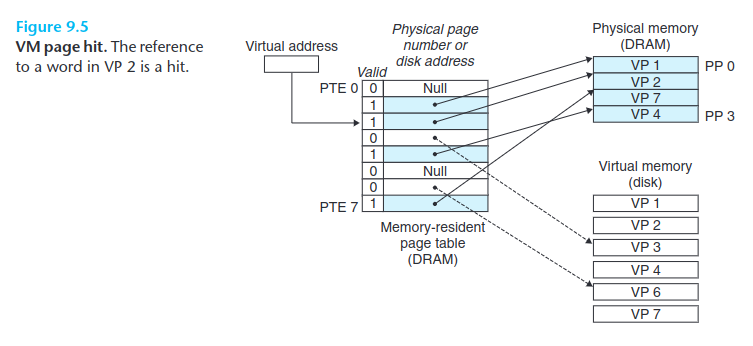 Figure 9.5
VM page hit. The reference
to a word in VP 2 is a hit.
Virtual address
Physical page
number or
disk address
Valid
PTE 0 0 Null
1
1
0
1
0 Null
0
PTE 7 1
Memory-resident
page table
(DRAM)
Physical memory
(DRAM)
VP 1 PP 0
VP 2
VP 7
VP 4 PP 3
Virtual memory
(disk)
VP 1
VP 2
VP 3
VP 4
VP 6
VP 7